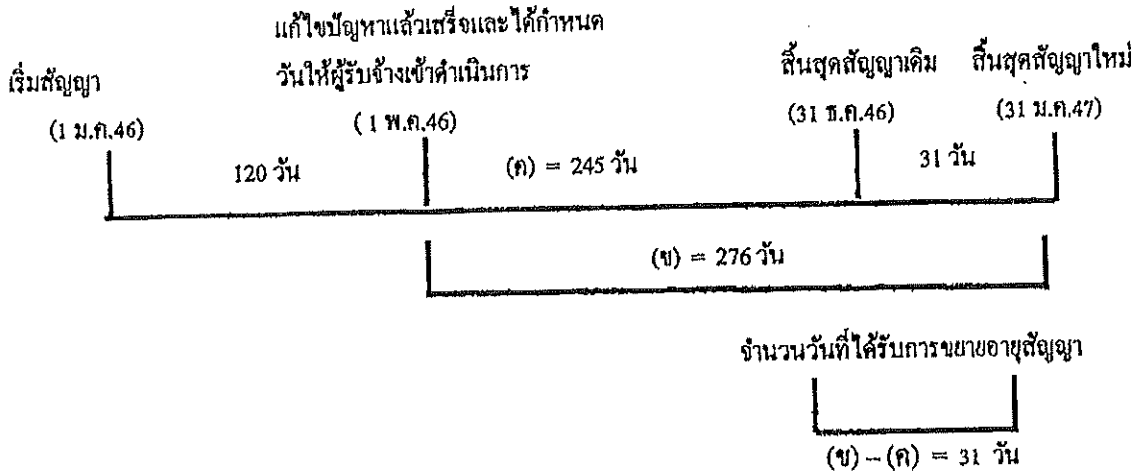 แก้ไขปัญหาแล้วเสร็จและได้กำหนด
เริ่มสัญญา วันให้ผู้รับจ้างเข้าดำเนินการ สิ้นสุดสัญญาเดิม สิ้นสุดสัญญาใหม่
(1 ม.ค.46) ( 1 พ.ค.46) (31 ธ.ค.46) (31 ม.ค.47)
120 วัน (ค) = 245 วัน 31 วัน
(ข) = 276 วัน
จำนวนวันที่ได้รับการขยายอายุสัญญา
(ข) – (ค) = 31 วัน